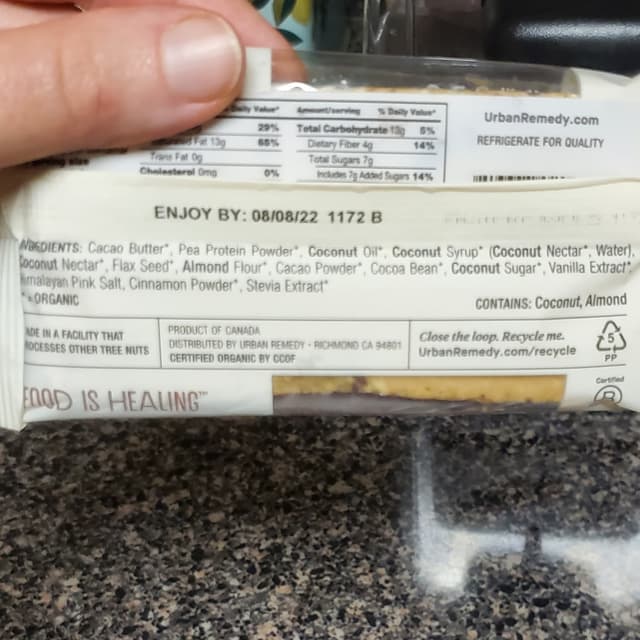 Daily Value* Amount/serving % Daily Value*
29% Total Carbohydrate 13g 5%
Fat 13g 68% Dietary Fiber 4g 14%
Trans Fat 0g Total Sugars 7g
Cholesterol 0mg 0% Includes 7g Added Sugars 14%
UrbanRemedy.com
REFRIGERATE FOR QUALITY
ENJOY BY: 08/08/22 1172 B
INGREDIENTS: Cacao Butter*, Pea Protein Powder*, Coconut Oil*, Coconut Syrup* (Coconut Nectar*, Water),
Coconut Nectar*, Flax Seed*, Almond Flour*, Cacao Powder*, Cocoa Bean*, Coconut Sugar*, Vanilla Extract*
Himalayan Pink Salt, Cinnamon Powder*, Stevia Extract*
*=ORGANIC
CONTAINS: Coconut, Almond
MADE IN A FACILITY THAT
PROCESSES OTHER TREE NUTS
PRODUCT OF CANADA
DISTRIBUTED BY URBAN REMEDY - RICHMOND CA 94801
CERTIFIED ORGANIC BY CCOF
Close the loop. Recycle me.
UrbanRemedy.com/recycle
5
PP
Certified
B
FOOD IS HEALING™